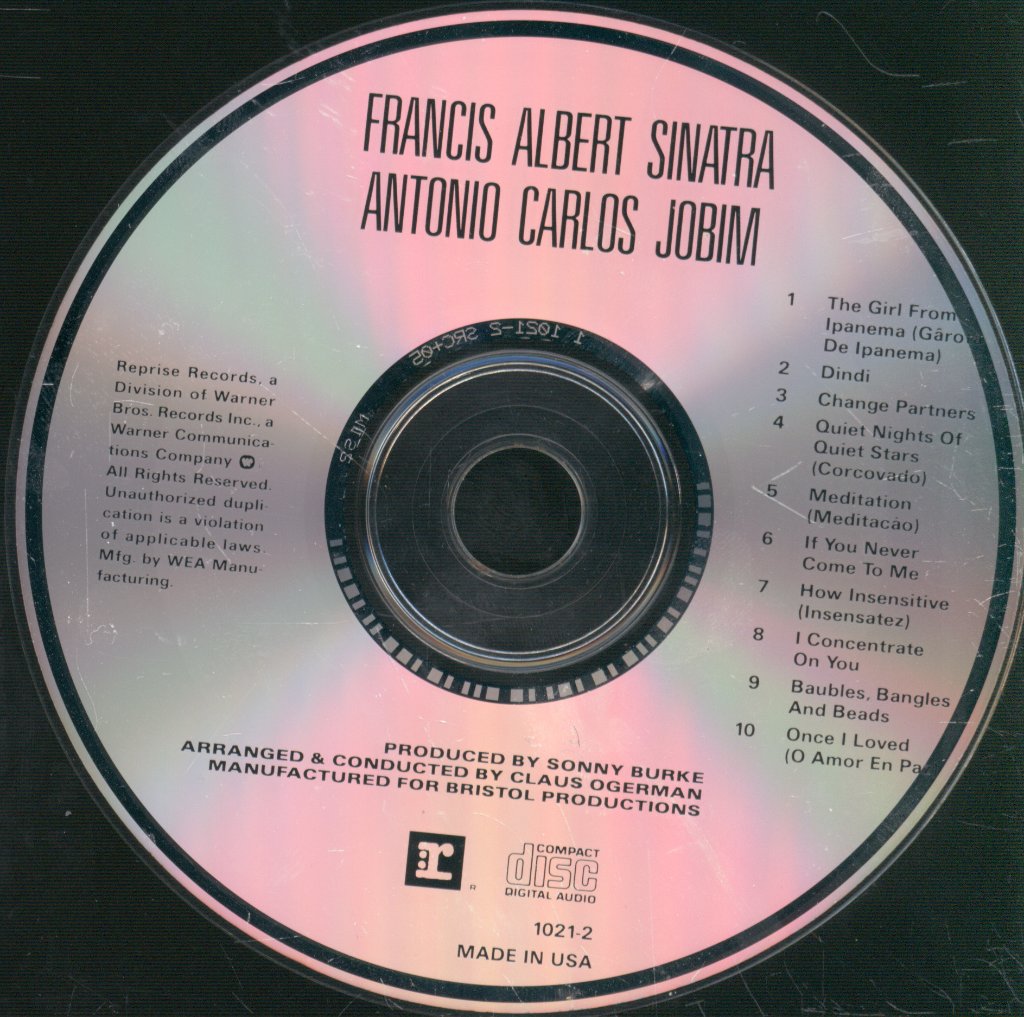 FRANCIS ALBERT SINATRA
ANTONIO CARLOS JOBIM
1 The Girl From
Ipanema (Gâro
De Ipanema)
2 Dindi
3 Change Partners
4 Quiet Nights Of
Quiet Stars
(Corcovado)
5 Meditation
(Meditacão)
6 If You Never
Come To Me
7 How Insensitive
(Insensatez)
8 I Concentrate
On You
9 Baubles, Bangles
And Beads
10 Once I Loved
(O Amor En Pa
Reprise Records, a
Division of Warner
Bros. Records Inc., a
Warner Communica-
tions Company
All Rights Reserved.
Unauthorized dupli-
cation is a violation
of applicable laws.
Mfg. by WEA Manu-
facturing.
1 1021-2 SRC+05
M1S2
PRODUCED BY SONNY BURKE
ARRANGED & CONDUCTED BY CLAUS OGERMAN
MANUFACTURED FOR BRISTOL PRODUCTIONS
r R
COMPACT
disc
DIGITAL AUDIO
1021-2
MADE IN USA